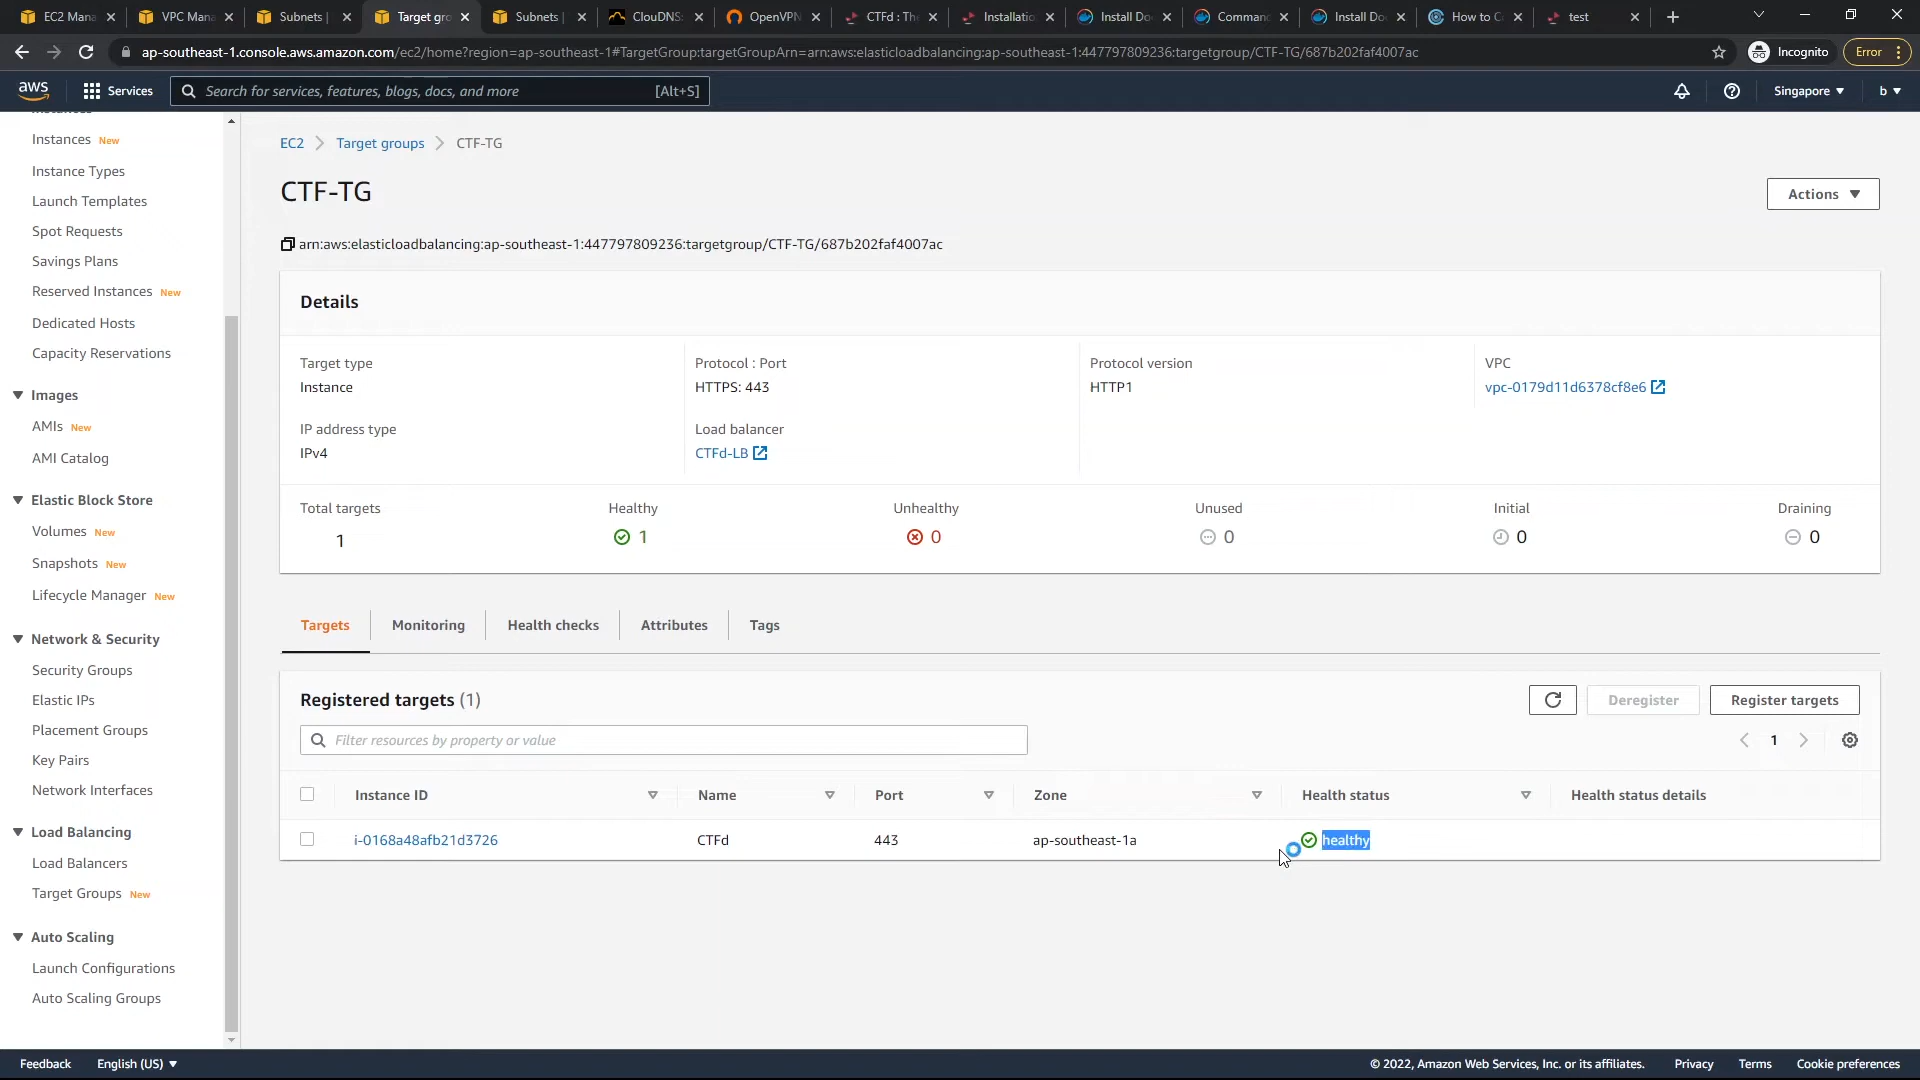 EC2 Mana
VPC Mana
Subnets |
Target gro
Subnets |
ClouDNS:
OpenVPN
CTFd : The
Installatio
Install Do
Comman
Install Do
How to C
test
ap-southeast-1.console.aws.amazon.com/ec2/home?region=ap-southeast-1#TargetGroup:targetGroupArn=arn:aws:elasticloadbalancing:ap-southeast-1:447797809236:targetgroup/CTF-TG/687b202faf4007ac
Incognito
Error
aws
Services
Search for services, features, blogs, docs, and more
[Alt+S]
Singapore
b
Instances New
Instance Types
Launch Templates
Spot Requests
Savings Plans
Reserved Instances New
Dedicated Hosts
Capacity Reservations
Images
AMIs New
AMI Catalog
Elastic Block Store
Volumes New
Snapshots New
Lifecycle Manager New
Network & Security
Security Groups
Elastic IPs
Placement Groups
Key Pairs
Network Interfaces
Load Balancing
Load Balancers
Target Groups New
Auto Scaling
Launch Configurations
Auto Scaling Groups
EC2 > Target groups > CTF-TG
CTF-TG
Actions
arn:aws:elasticloadbalancing:ap-southeast-1:447797809236:targetgroup/CTF-TG/687b202faf4007ac
Details
Target type
Instance
Protocol : Port
HTTPS: 443
Protocol version
HTTP1
VPC
vpc-0179d11d6378cf8e6
IP address type
IPv4
Load balancer
CTFd-LB
Total targets
1
Healthy
1
Unhealthy
0
Unused
0
Initial
0
Draining
0
Targets
Monitoring
Health checks
Attributes
Tags
Registered targets (1)
Deregister
Register targets
Filter resources by property or value
1
Instance ID
Name
Port
Zone
Health status
Health status details
i-0168a48afb21d3726
CTFd
443
ap-southeast-1a
healthy
Feedback
English (US)
© 2022, Amazon Web Services, Inc. or its affiliates.
Privacy
Terms
Cookie preferences